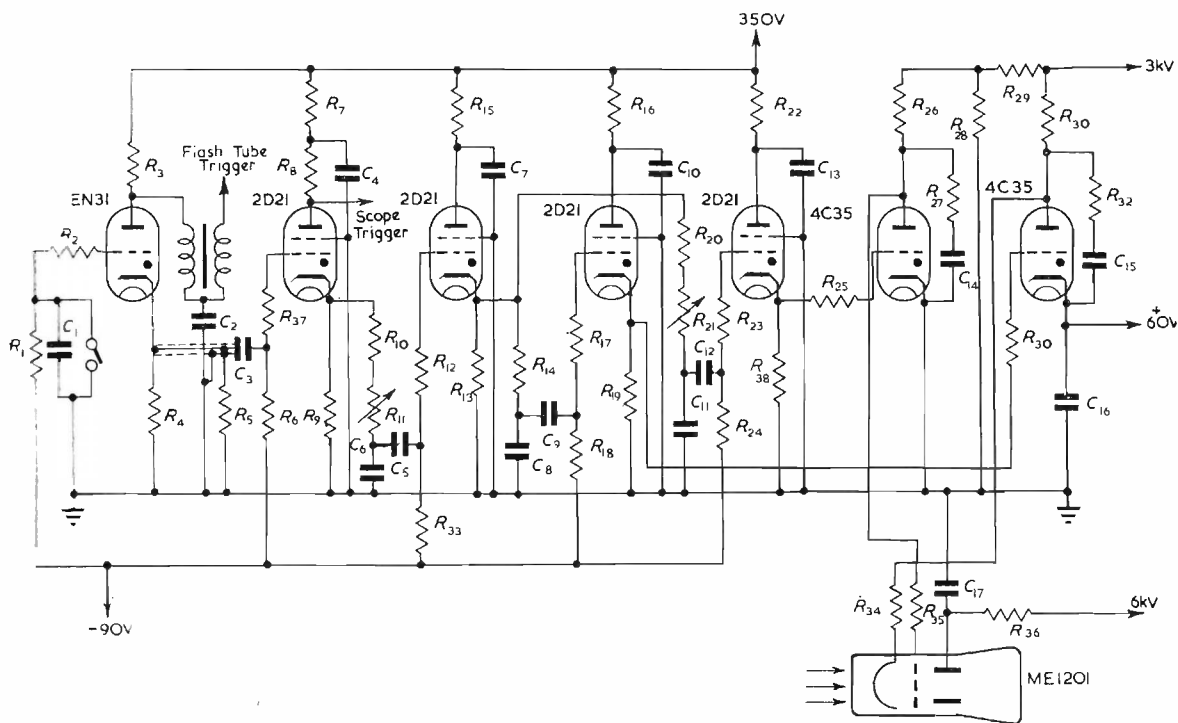 350V
3kV
R7
R15
R16
R22
R26
R28
R29
R30
R3
Flash Tube
Trigger
R8
C4
C7
C10
C13
R27
4C35
R32
EN31
2D21
Scope
Trigger
2D21
2D21
2D21
4C35
R20
C14
C15
R2
R25
R1
C1
C2
R37
R10
R21
R23
+
60V
C3
R12
R14
R17
C12
R38
R30
R4
R5
R6
R9
R11
R13
R19
C11
R24
C16
C6
C5
C9
C8
R18
R33
-90V
R34
R35
C17
R36
6kV
ME1201